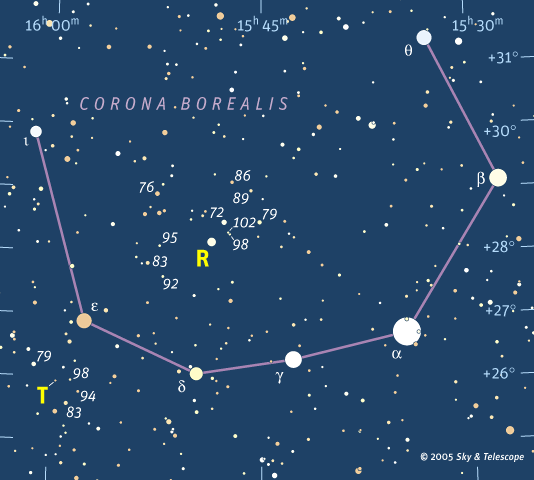 16h00m
15h45m
15h30m
θ
+31°
CORONA BOREALIS
+30°
ι
86
76
β
89
72
102
79
95
98
+28°
R
83
92
ε
+27°
α
79
γ
98
δ
+26°
T
94
83
© 2005 Sky & Telescope